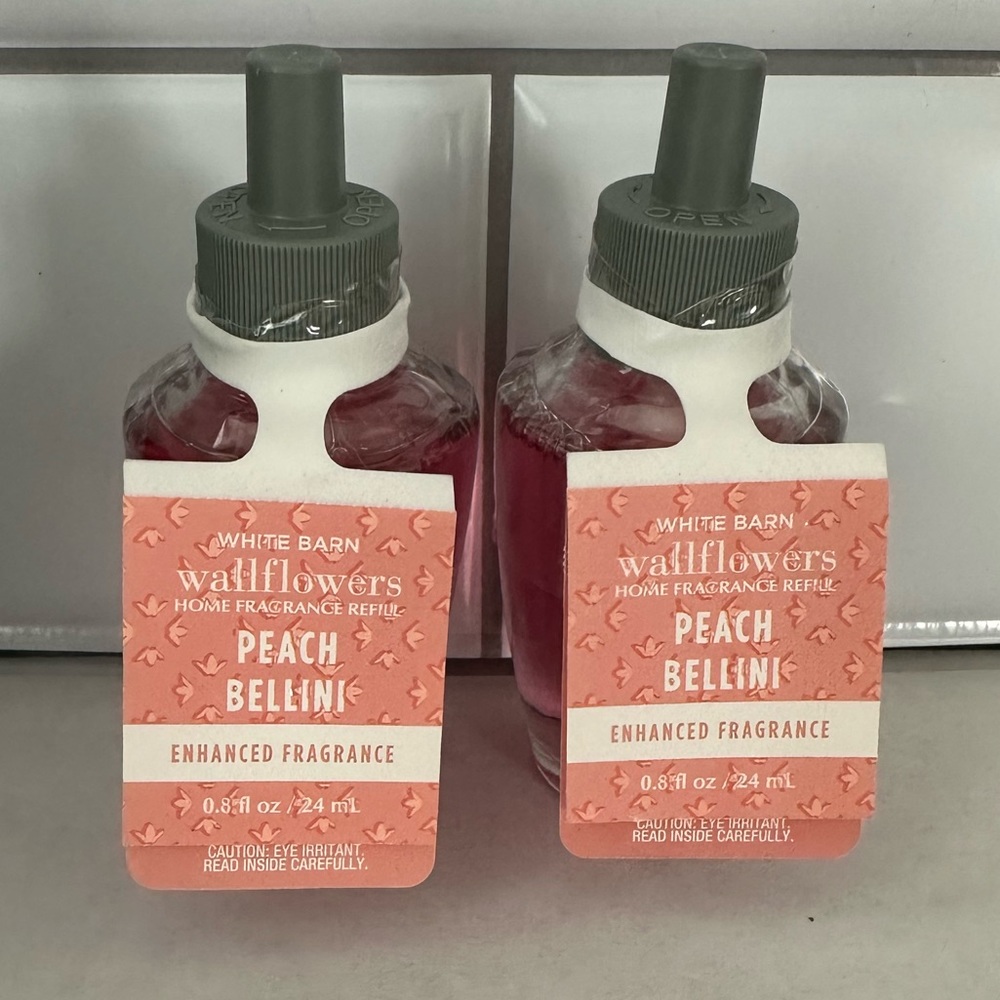 OPEN
OPEN
WHITE BARN
wallflowers
HOME FRAGRANCE REFILL
PEACH
BELLINI
ENHANCED FRAGRANCE
0.8 fl oz / 24 mL
CAUTION: EYE IRRITANT.
READ INSIDE CAREFULLY.
OPEN
WHITE BARN
wallflowers
HOME FRAGRANCE REFILL
PEACH
BELLINI
ENHANCED FRAGRANCE
0.8 fl oz / 24 mL
CAUTION: EYE IRRITANT.
READ INSIDE CAREFULLY.